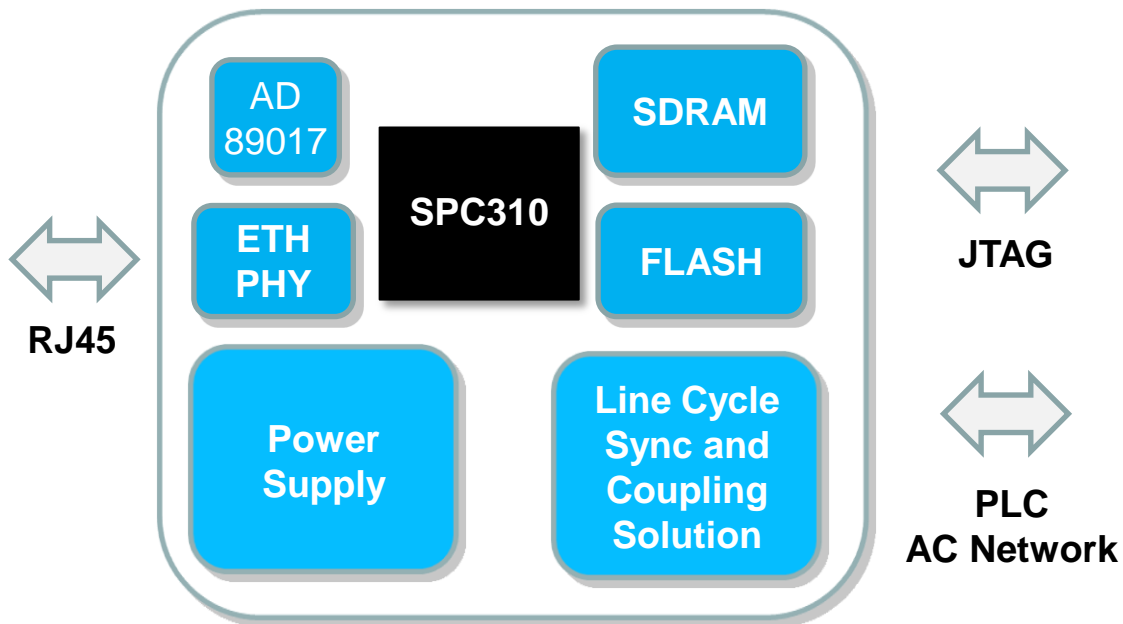 AD
89017
SDRAM
SPC310
ETH
PHY
FLASH
JTAG
RJ45
Power
Supply
Line Cycle
Sync and
Coupling
Solution
PLC
AC Network